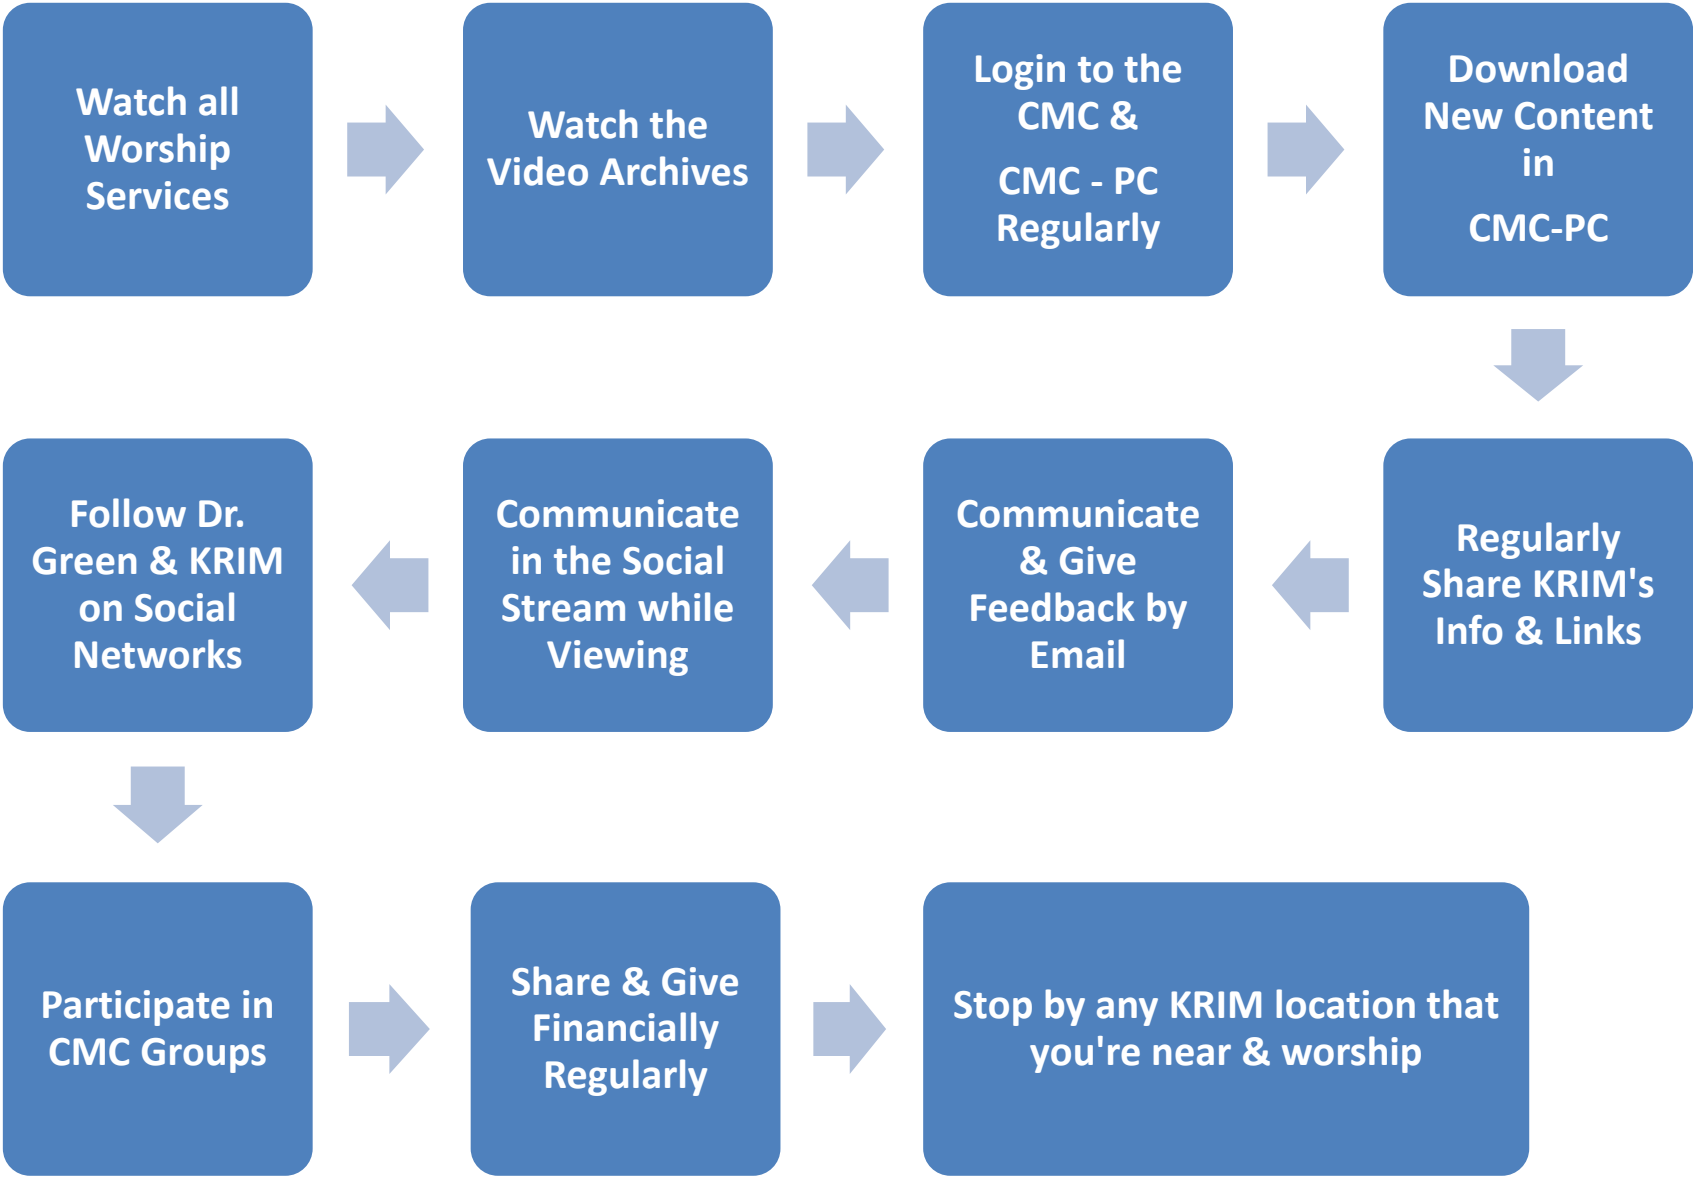 Watch all
Worship
Services
Watch the
Video Archives
Login to the
CMC &
CMC - PC
Regularly
Download
New Content
in
CMC-PC
Regularly
Share KRIM's
Info & Links
Communicate
& Give
Feedback by
Email
Communicate
in the Social
Stream while
Viewing
Follow Dr.
Green & KRIM
on Social
Networks
Participate in
CMC Groups
Share & Give
Financially
Regularly
Stop by any KRIM location that
you're near & worship